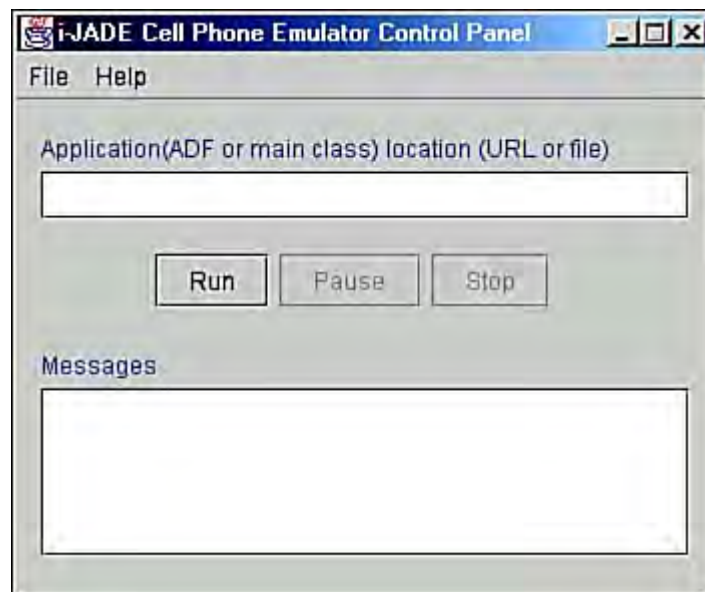 i-JADE Cell Phone Emulator Control Panel
File Help
Application(ADF or main class) location (URL or file)
Run Pause Stop
Messages